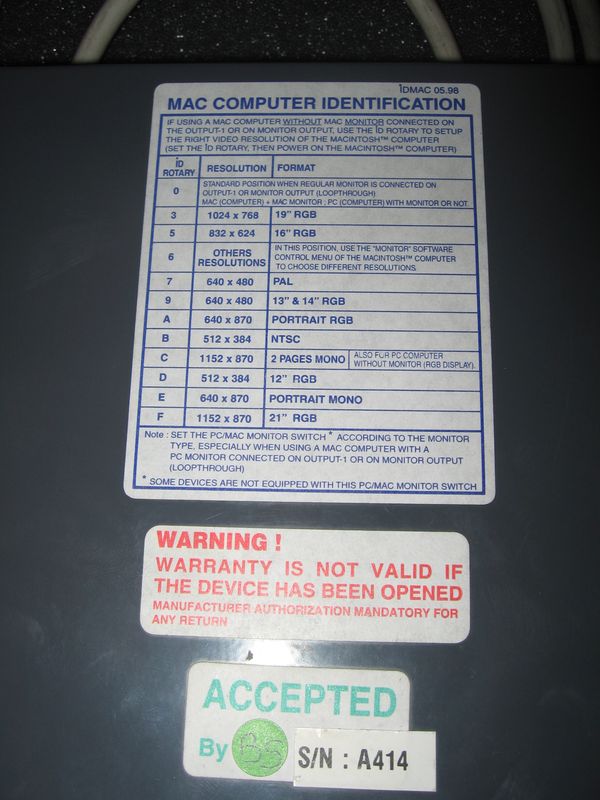 iDMAC 05.98
MAC COMPUTER IDENTIFICATION
IF USING A MAC COMPUTER WITHOUT MAC MONITOR CONNECTED ON
THE OUTPUT-1 OR ON MONITOR OUTPUT, USE THE iD ROTARY TO SETUP
THE RIGHT VIDEO RESOLUTION OF THE MACINTOSH™ COMPUTER
(SET THE iD ROTARY, THEN POWER ON THE MACINTOSH™ COMPUTER)
iD ROTARY RESOLUTION FORMAT
0 STANDARD POSITION WHEN REGULAR MONITOR IS CONNECTED ON
OUTPUT-1 OR MONITOR OUTPUT (LOOPTHROUGH)
MAC (COMPUTER) + MAC MONITOR ; PC (COMPUTER) WITH MONITOR OR NOT.
3 1024 x 768 19" RGB
5 832 x 624 16" RGB
6 OTHERS RESOLUTIONS IN THIS POSITION, USE THE "MONITOR" SOFTWARE
CONTROL MENU OF THE MACINTOSH™ COMPUTER
TO CHOOSE DIFFERENT RESOLUTIONS.
7 640 x 480 PAL
9 640 x 480 13" & 14" RGB
A 640 x 870 PORTRAIT RGB
B 512 x 384 NTSC
C 1152 x 870 2 PAGES MONO ALSO FOR PC COMPUTER
WITHOUT MONITOR (RGB DISPLAY).
D 512 x 384 12" RGB
E 640 x 870 PORTRAIT MONO
F 1152 x 870 21" RGB
Note : SET THE PC/MAC MONITOR SWITCH * ACCORDING TO THE MONITOR
TYPE, ESPECIALLY WHEN USING A MAC COMPUTER WITH A
PC MONITOR CONNECTED ON OUTPUT-1 OR ON MONITOR OUTPUT
(LOOPTHROUGH)
* SOME DEVICES ARE NOT EQUIPPED WITH THIS PC/MAC MONITOR SWITCH
WARNING !
WARRANTY IS NOT VALID IF
THE DEVICE HAS BEEN OPENED
MANUFACTURER AUTHORIZATION MANDATORY FOR
ANY RETURN
ACCEPTED
By
S/N : A414